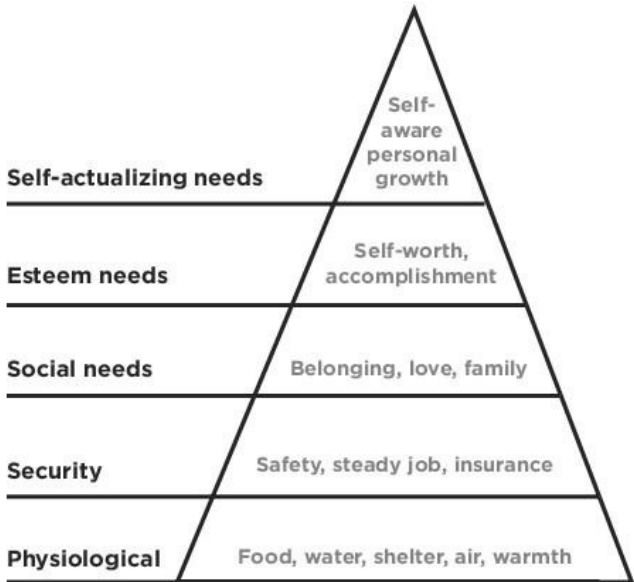 Self-
aware
personal
growth
Self-actualizing needs
Self-worth,
accomplishment
Esteem needs
Social needs
Belonging, love, family
Security
Safety, steady job, insurance
Physiological
Food, water, shelter, air, warmth